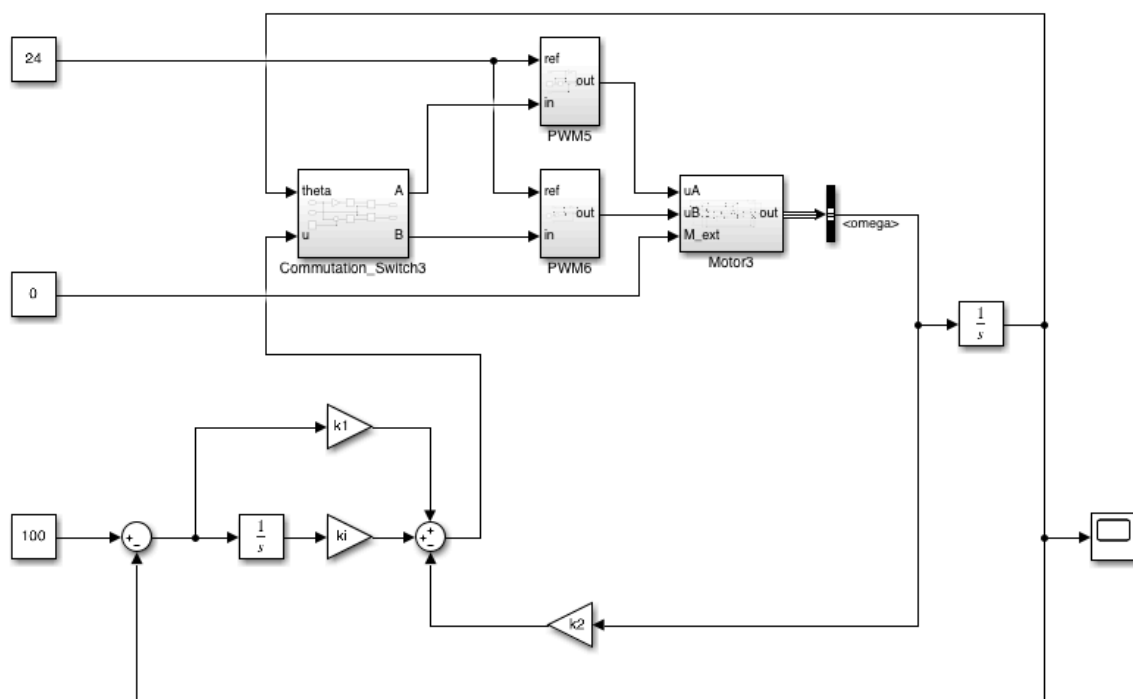 24
ref
out
in
PWM5
theta
A
u
B
Commutation_Switch3
ref
out
in
PWM6
uA
uB
out
M_ext
Motor3
<omega>
0
1
s
k1
100
+
−
1
s
ki
+
+
−
k2